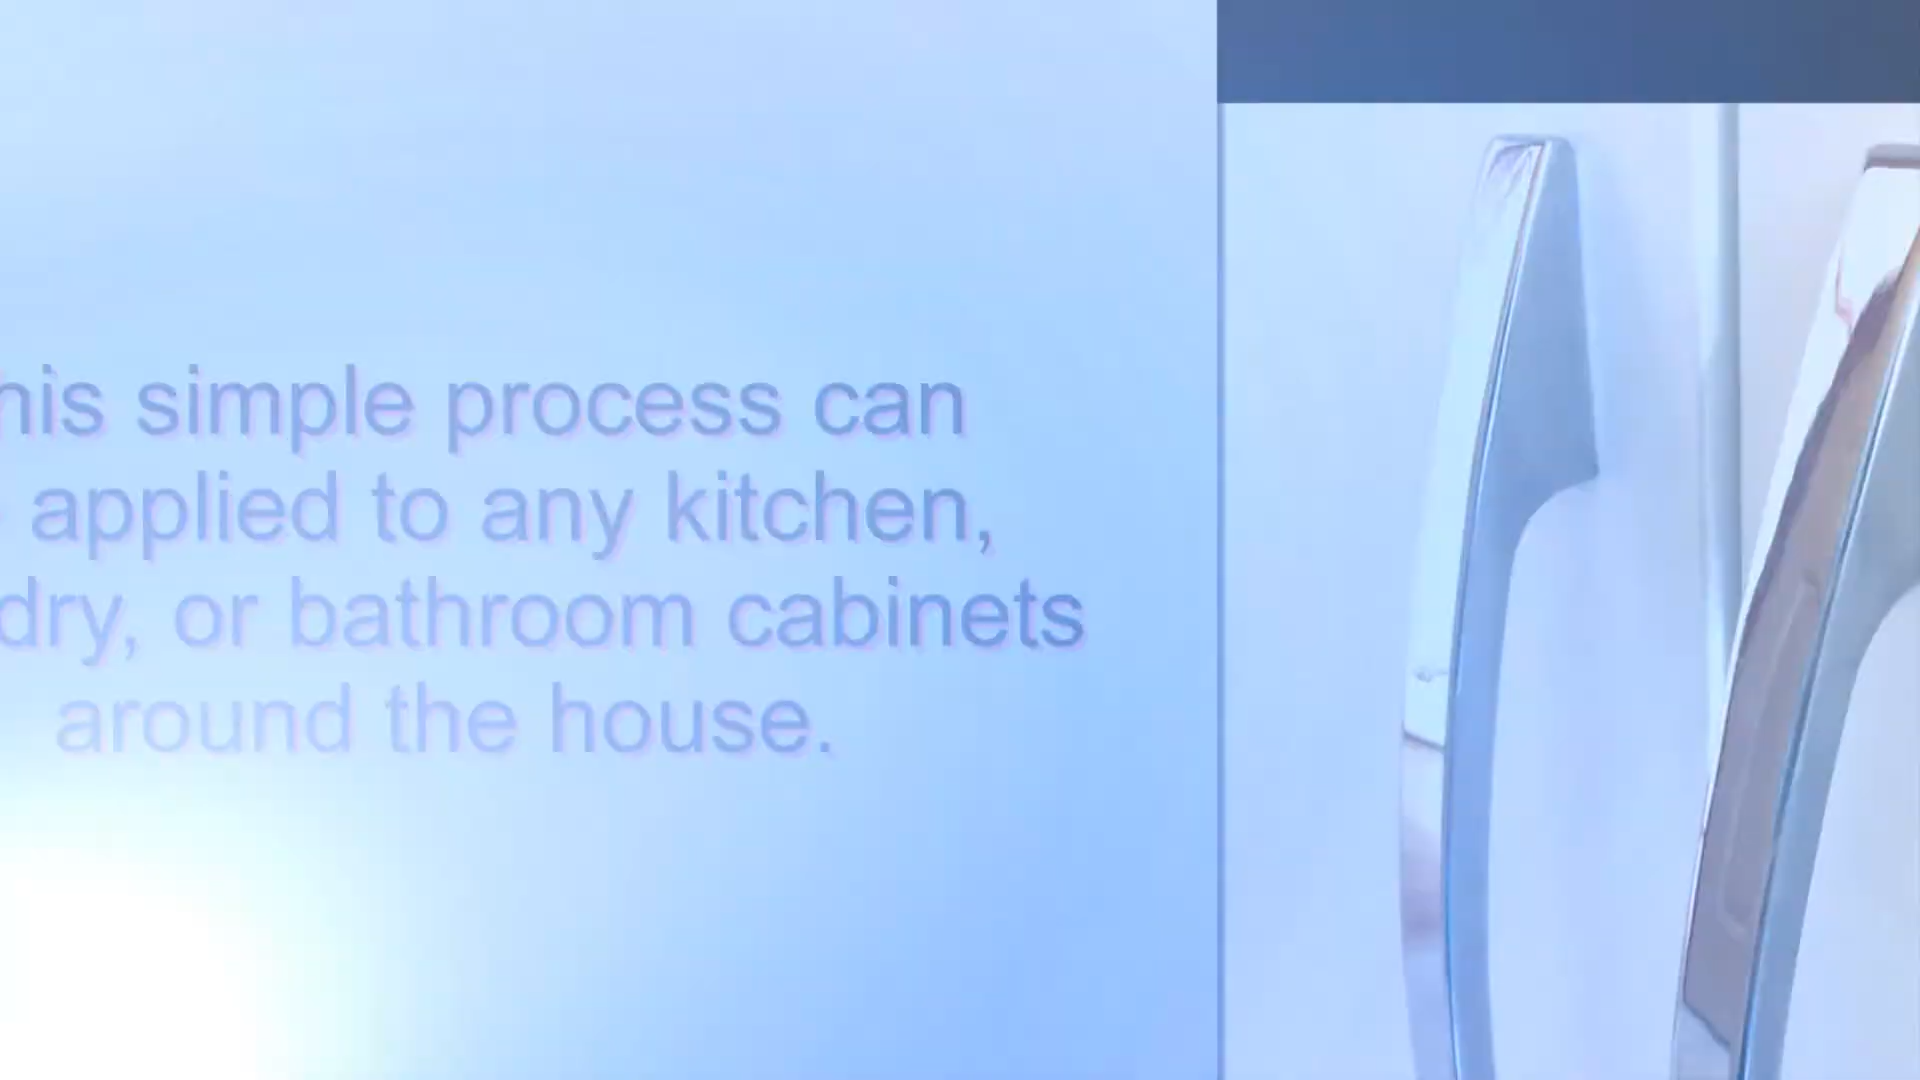 his simple process can
applied to any kitchen,
dry, or bathroom cabinets
around the house.